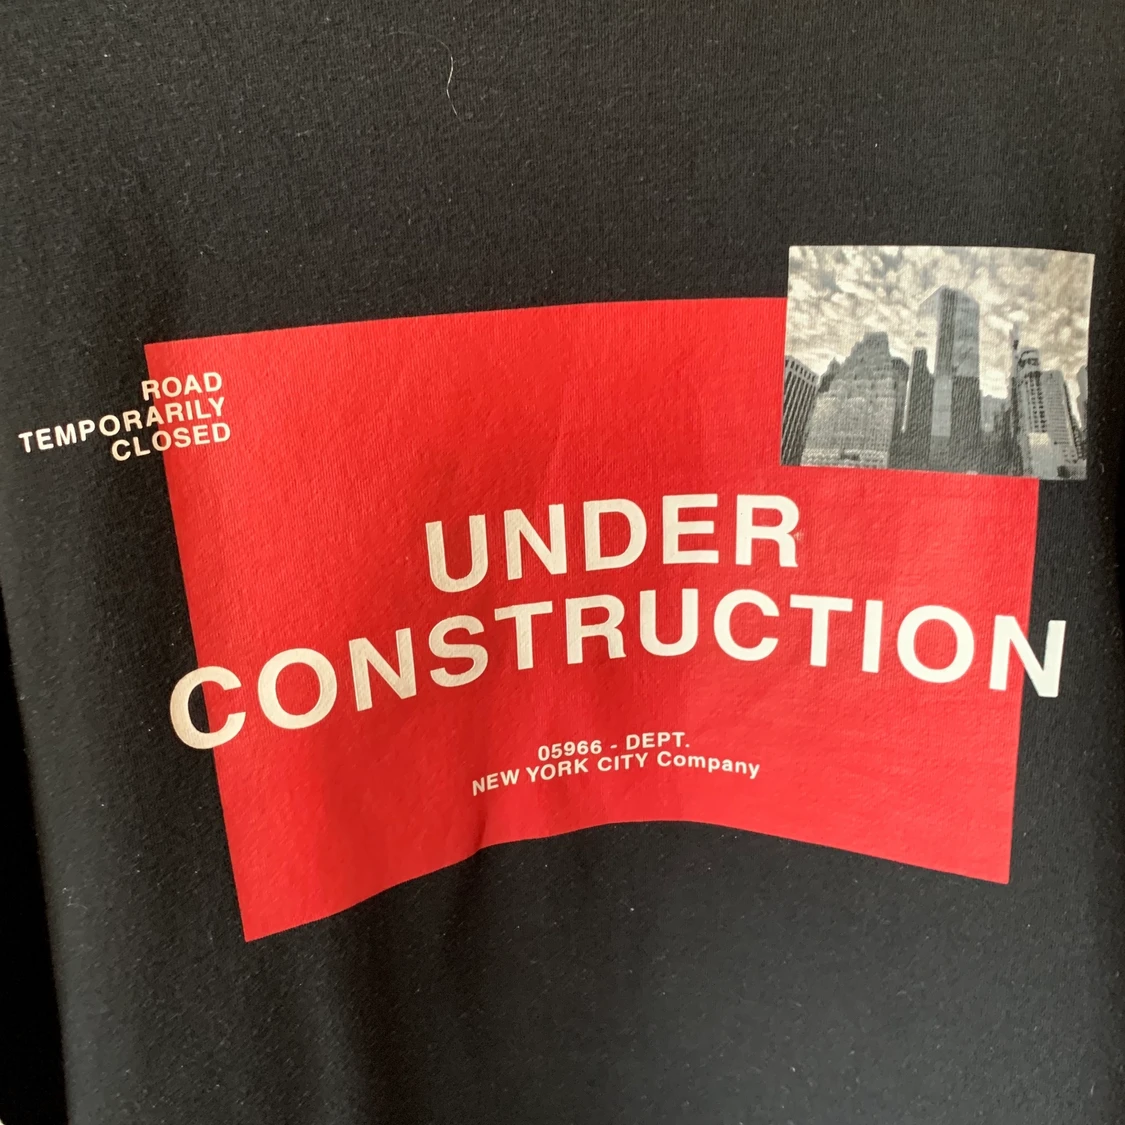 ROAD
TEMPORARILY
CLOSED
UNDER
CONSTRUCTION
05966 - DEPT.
NEW YORK CITY Company